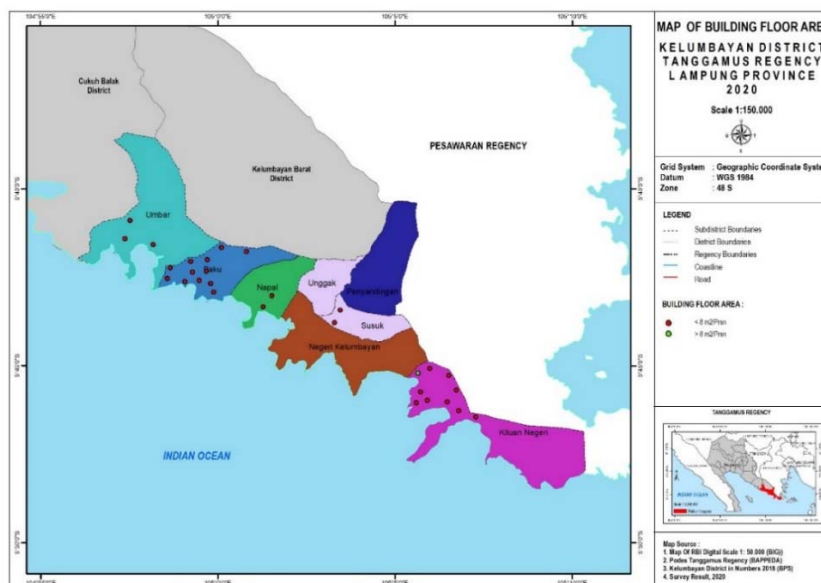 104°55'0"E
105°0'0"E
105°5'0"E
105°10'0"E
Cukuh Balak
District
Kelumbayan Barat
District
PESAWARAN REGENCY
Umbar
Baku
Napal
Unggak
Penyandingan
Susuk
Negeri Kelumbayan
Kiluan Negeri
INDIAN OCEAN
MAP OF BUILDING FLOOR ARE
KELUMBAYAN DISTRICT
TANGGAMUS REGENCY
LAMPUNG PROVINCE
2020
Scale 1:150.000
Grid System : Geographic Coordinate Syste
Datum : WGS 1984
Zone : 48 S
LEGEND
Subdistrict Boundaries
District Boundaries
Regency Boundaries
Coastline
Road
BUILDING FLOOR AREA :
< 8 m2/Prsn
> 8 m2/Prsn
TANGGAMUS REGENCY
INDIAN OCEAN
Map Source :
1. Map Of RBI Digital Scale 1: 50.000 (BIG)
2. Podes Tanggamus Regency (BAPPEDA)
3. Kelumbayan District in Numbers 2018 (BPS)
4. Survey Result, 2020